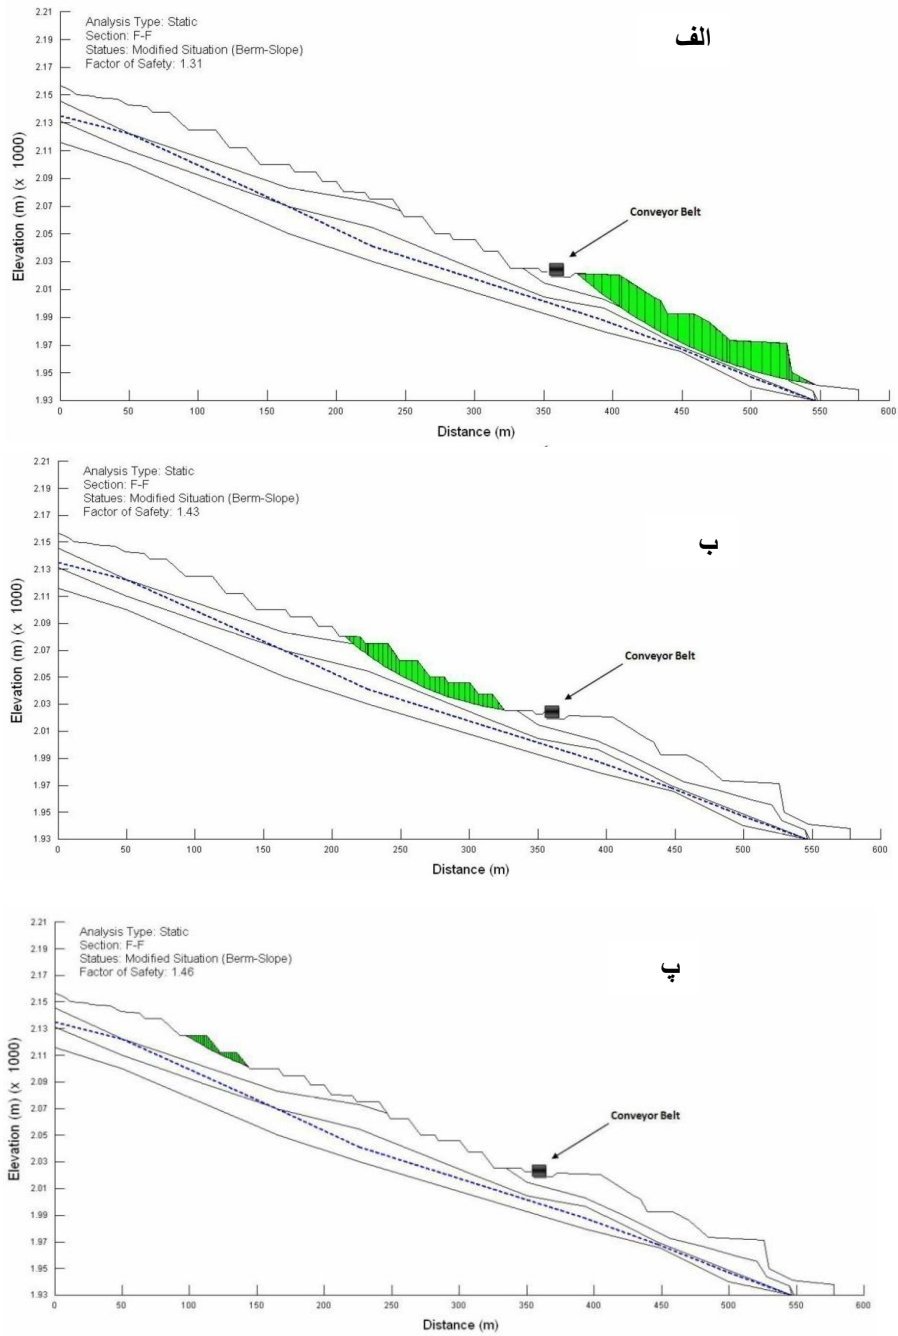 الف
Analysis Type: Static
Section: F-F
Statues: Modified Situation (Berm-Slope)
Factor of Safety: 1.31
Conveyor Belt
Elevation (m) (x 1000)
2.21
2.19
2.17
2.15
2.13
2.11
2.09
2.07
2.05
2.03
2.01
1.99
1.97
1.95
1.93
0 50 100 150 200 250 300 350 400 450 500 550 600
Distance (m)
ب
Analysis Type: Static
Section: F-F
Statues: Modified Situation (Berm-Slope)
Factor of Safety: 1.43
Conveyor Belt
Elevation (m) (x 1000)
2.21
2.19
2.17
2.15
2.13
2.11
2.09
2.07
2.05
2.03
2.01
1.99
1.97
1.95
1.93
0 50 100 150 200 250 300 350 400 450 500 550 600
Distance (m)
پ
Analysis Type: Static
Section: F-F
Statues: Modified Situation (Berm-Slope)
Factor of Safety: 1.46
Conveyor Belt
Elevation (m) (x 1000)
2.21
2.19
2.17
2.15
2.13
2.11
2.09
2.07
2.05
2.03
2.01
1.99
1.97
1.95
1.93
0 50 100 150 200 250 300 350 400 450 500 550 600
Distance (m)